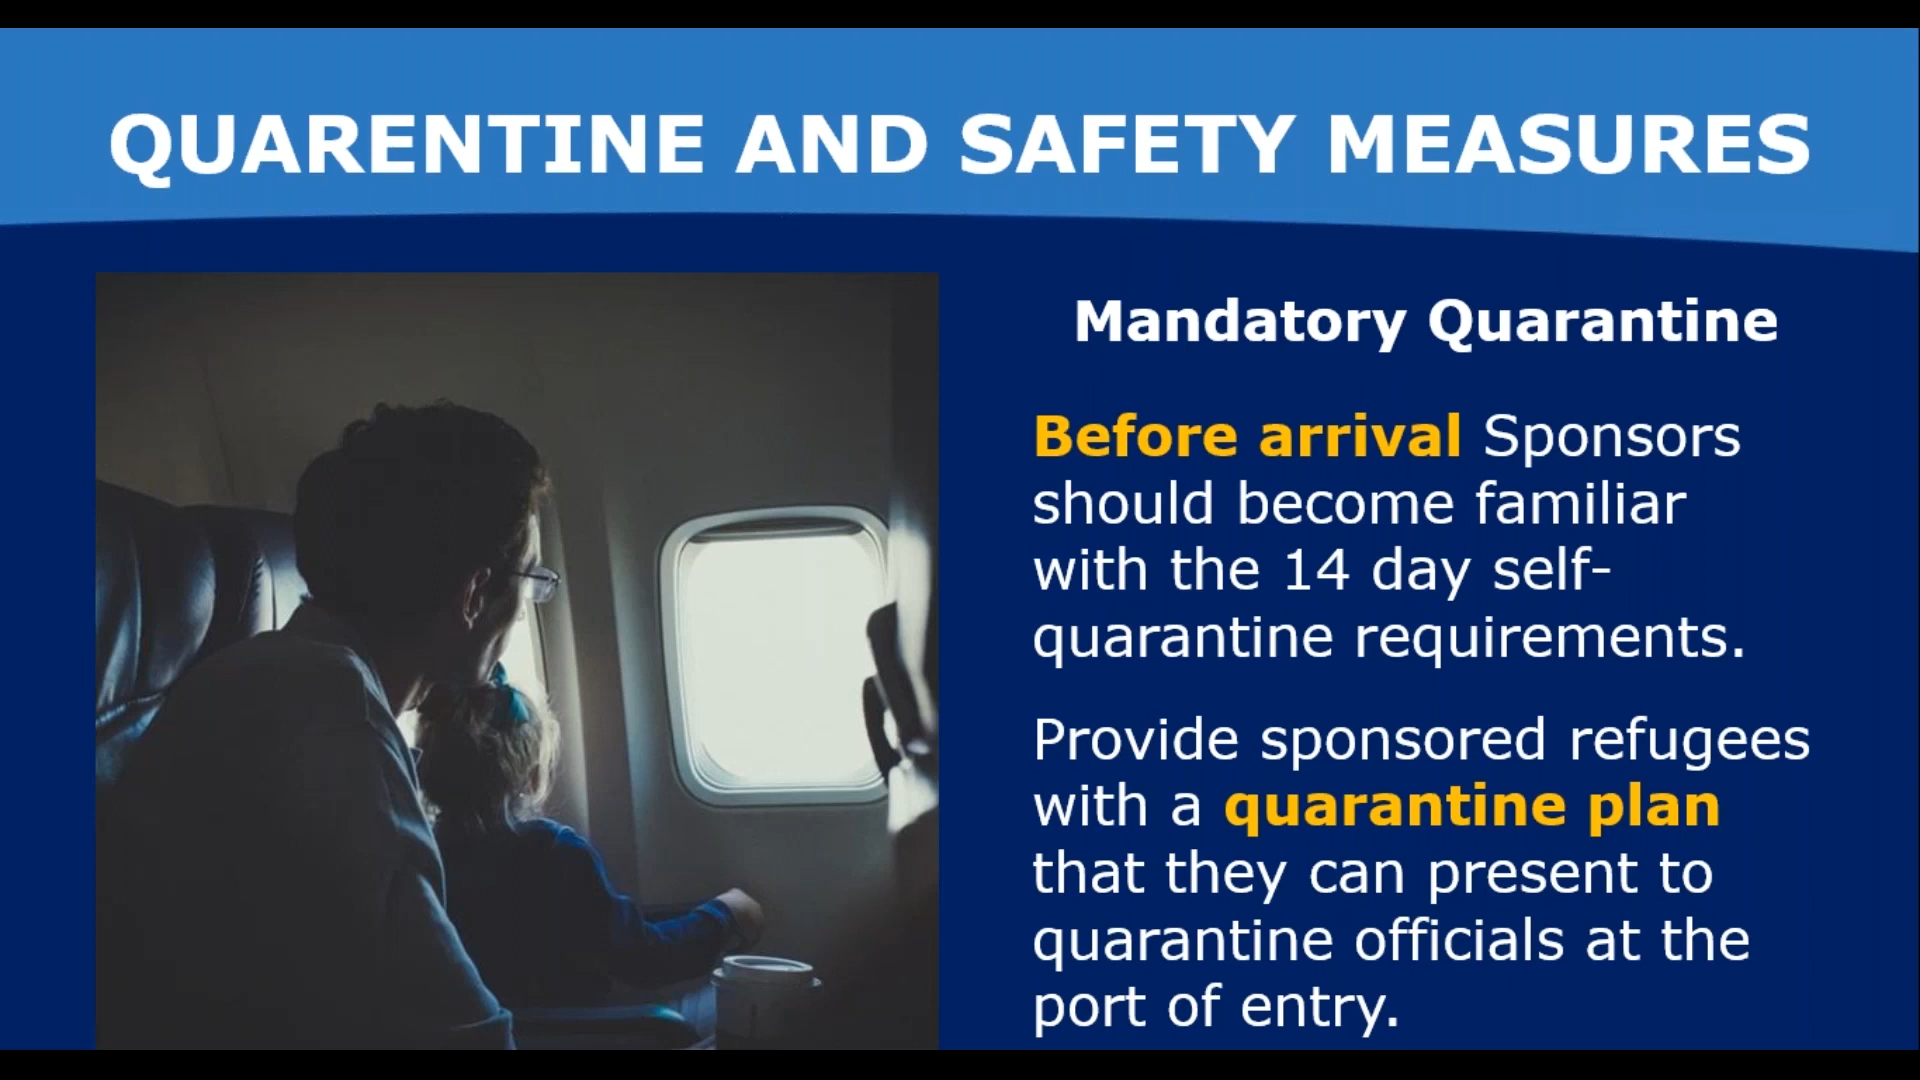 QUARENTINE AND SAFETY MEASURES
Mandatory Quarantine
Before arrival Sponsors
should become familiar
with the 14 day self-
quarantine requirements.
Provide sponsored refugees
with a quarantine plan
that they can present to
quarantine officials at the
port of entry.